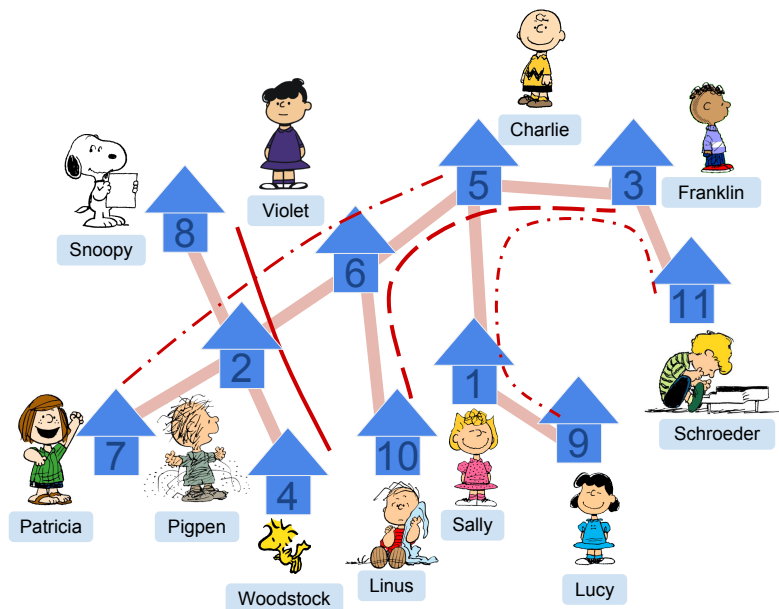 Charlie
5
3
Franklin
Violet
Snoopy
8
6
11
2
1
Schroeder
7
10
9
4
Patricia
Pigpen
Sally
Woodstock
Linus
Lucy